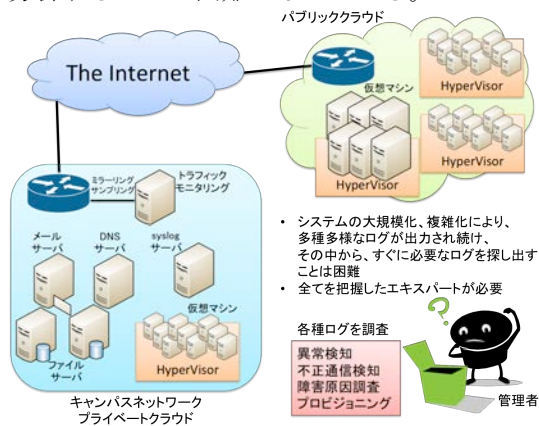 パブリッククラウド
The Internet
仮想マシン
HyperVisor
HyperVisor
HyperVisor
ミラーリング
サンプリング
トラフィック
モニタリング
メール
サーバ
DNS
サーバ
syslog
サーバ
仮想マシン
HyperVisor
ファイル
サーバ
キャンパスネットワーク
プライベートクラウド
• システムの大規模化、複雑化により、
多種多様なログが出力され続け、
その中から、すぐに必要なログを探し出す
ことは困難
• 全てを把握したエキスパートが必要
各種ログを調査
異常検知
不正通信検知
障害原因調査
プロビジョニング
?
管理者